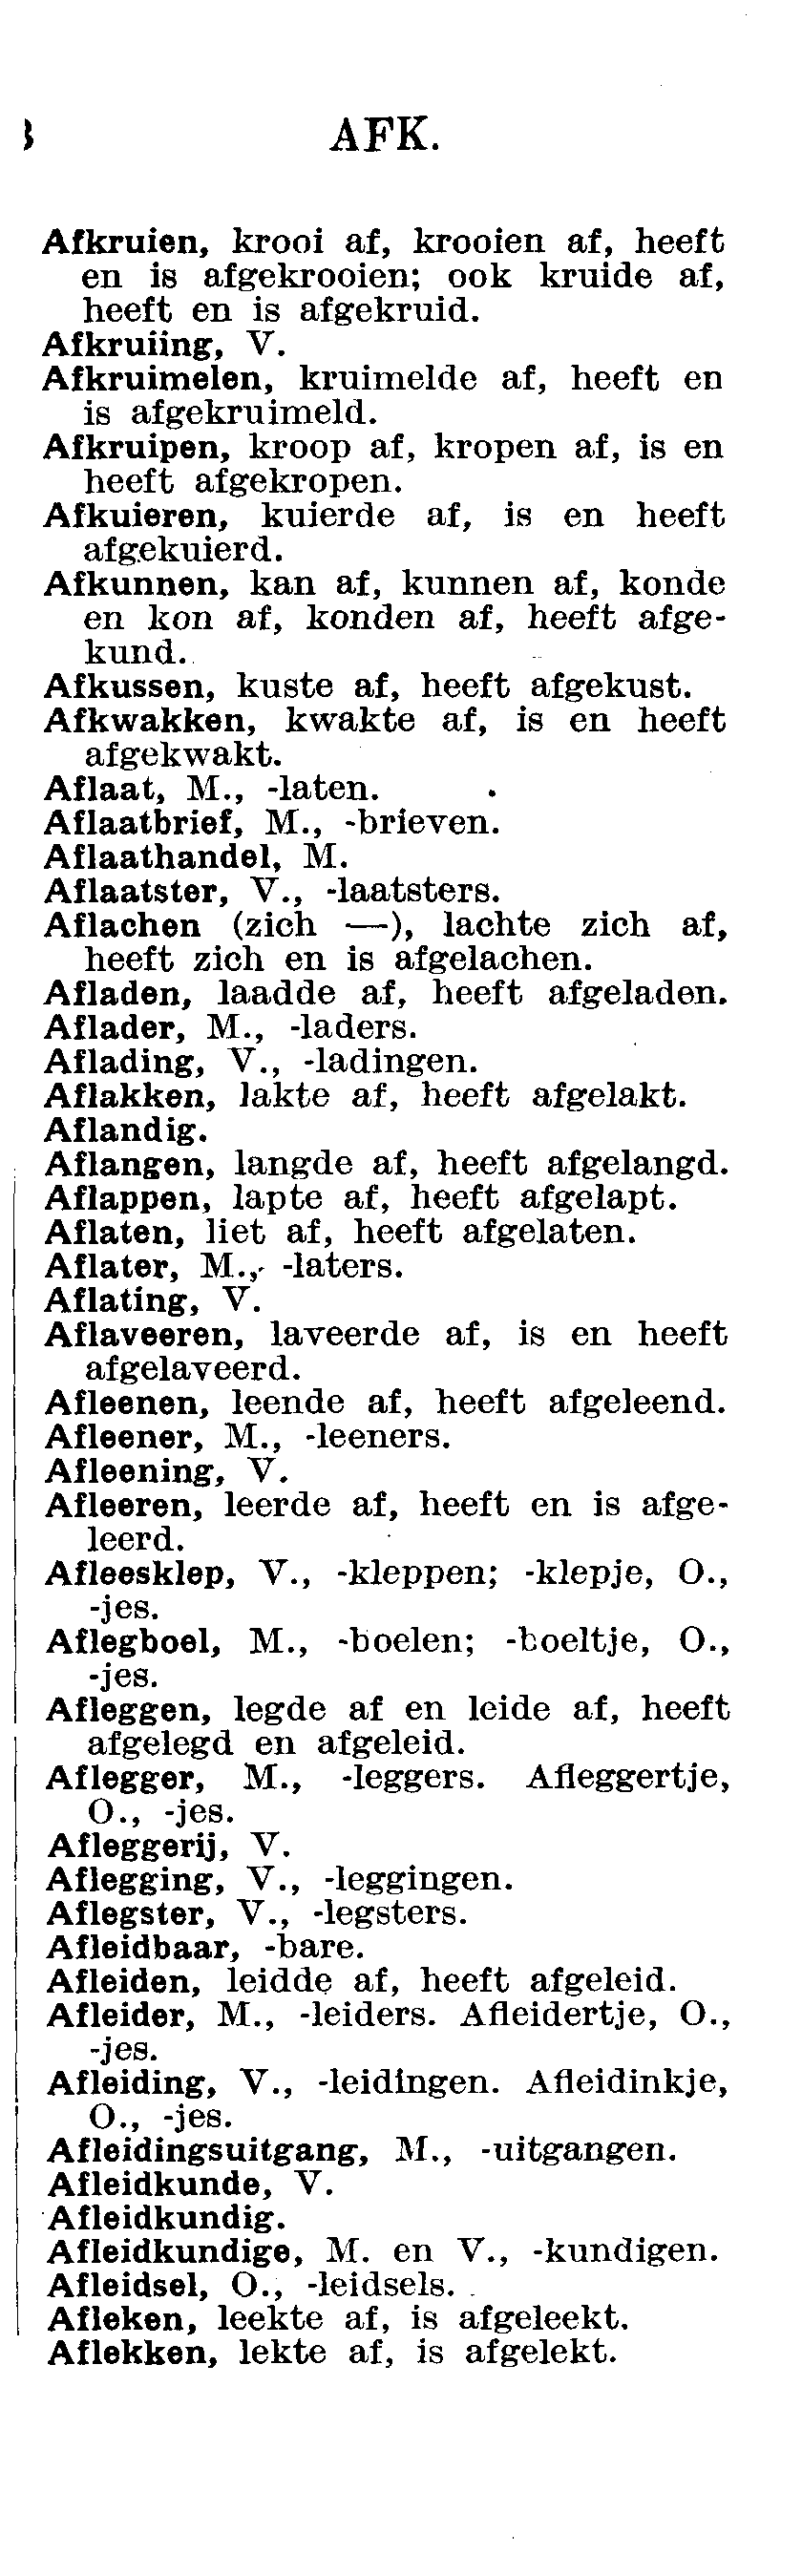 AFK.
Afkruien, krooi af, krooien af, heeft
en is afgekrooien; ook kruide af,
heeft en is afgekruid.
Afkruiing, V.
Afkruimelen, kruimelde af, heeft en
is afgekruimeld.
Afkruipen, kroop af, kropen af, is en
heeft afgekropen.
Afkuieren, kuierde af, is en heeft
afgekuierd.
Afkunnen, kan af, kunnen af, konde
en kon af, konden af, heeft afge-
kund.
Afkussen, kuste af, heeft afgekust.
Afkwakken, kwakte af, is en heeft
afgekwakt.
Aflaat, M., -laten.
Aflaatbrief, M., -brieven.
Aflaathandel, M.
Aflaatster, V., -laatsters.
Aflachen (zich —), lachte zich af,
heeft zich en is afgelachen.
Afladen, laadde af, heeft afgeladen.
Aflader, M., -laders.
Aflading, V., -ladingen.
Aflakken, lakte af, heeft afgelakt.
Aflandig.
Aflangen, langde af, heeft afgelangd.
Aflappen, lapte af, heeft afgelapt.
Aflaten, liet af, heeft afgelaten.
Aflater, M., -laters.
Aflating, V.
Aflaveeren, laveerde af, is en heeft
afgelaveerd.
Afleenen, leende af, heeft afgeleend.
Afleener, M., -leeners.
Afleening, V.
Afleeren, leerde af, heeft en is afge-
leerd.
Afleesklep, V., -kleppen; -klepje, O.,
-jes.
Aflegboel, M., -boelen; -boeltje, O.,
-jes.
Afleggen, legde af en leide af, heeft
afgelegd en afgeleid.
Aflegger, M., -leggers. Afleggertje,
O., -jes.
Afleggerij, V.
Aflegging, V., -leggingen.
Aflegster, V., -legsters.
Afleidbaar, -bare.
Afleiden, leidde af, heeft afgeleid.
Afleider, M., -leiders. Afleidertje, O.,
-jes.
Afleiding, V., -leidingen. Afleidinkje,
O., -jes.
Afleidingsuitgang, M., -uitgangen.
Afleidkunde, V.
Afleidkundig.
Afleidkundige, M. en V., -kundigen.
Afleidsel, O., -leidsels.
Afleken, leekte af, is afgeleekt.
Aflekken, lekte af, is afgelekt.